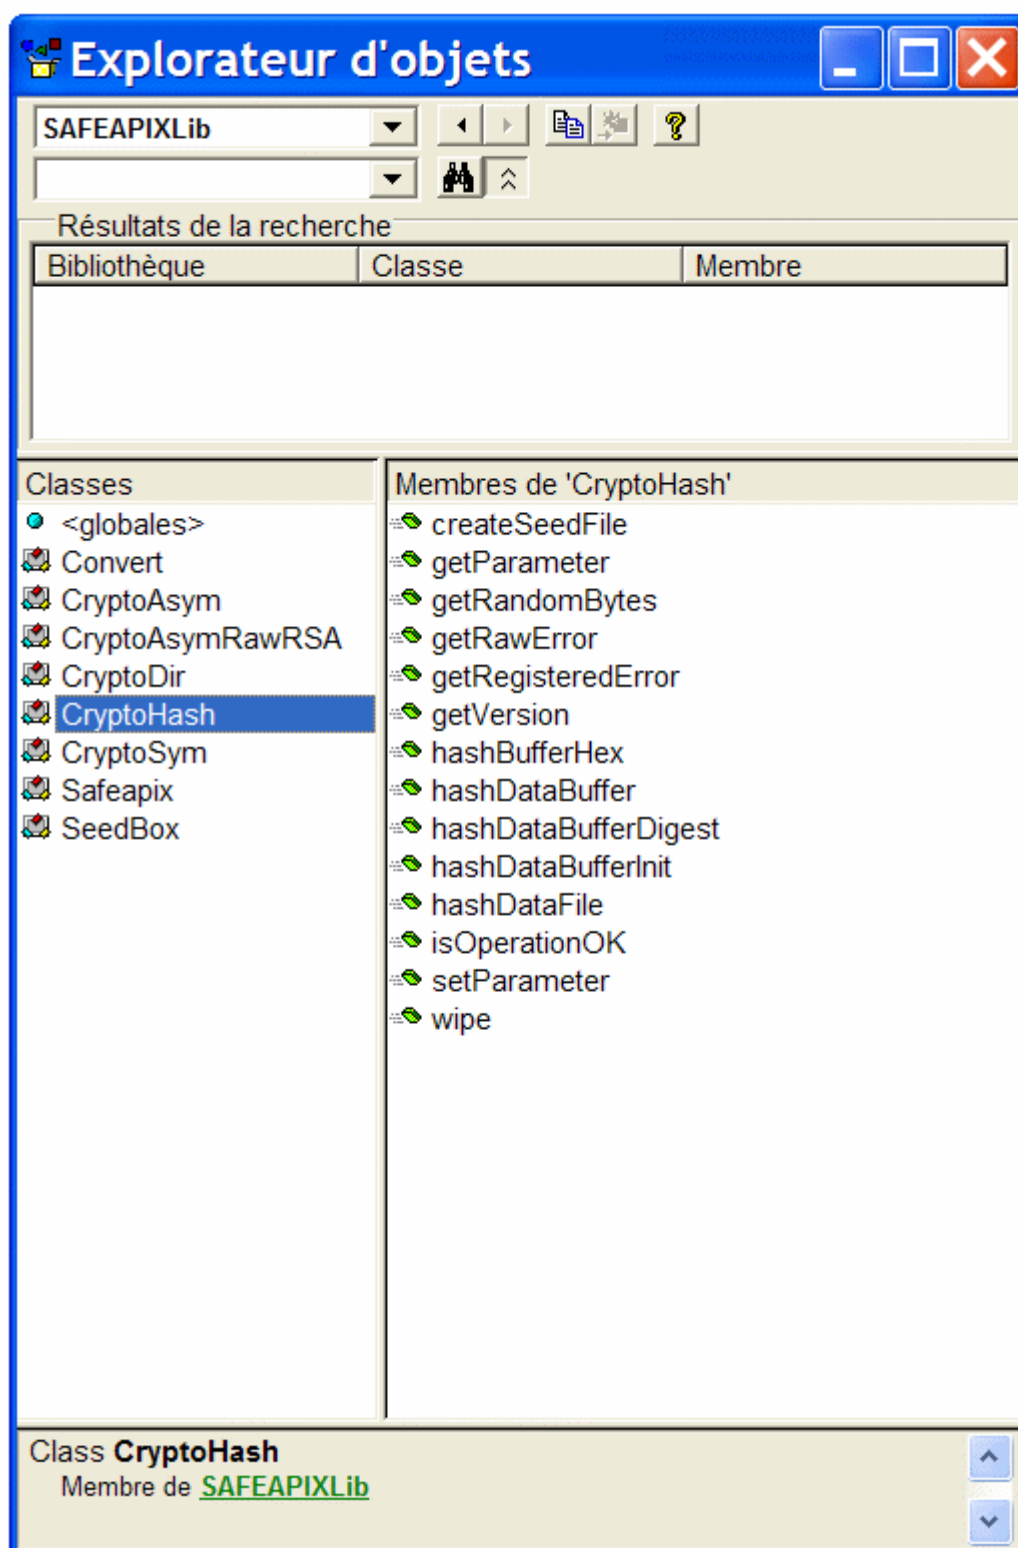 Explorateur d'objets
SAFEAPIXLib
Résultats de la recherche
Bibliothèque Classe Membre
Classes
<globales>
Convert
CryptoAsym
CryptoAsymRawRSA
CryptoDir
CryptoHash
CryptoSym
Safeapix
SeedBox
Membres de 'CryptoHash'
createSeedFile
getParameter
getRandomBytes
getRawError
getRegisteredError
getVersion
hashBufferHex
hashDataBuffer
hashDataBufferDigest
hashDataBufferInit
hashDataFile
isOperationOK
setParameter
wipe
Class CryptoHash
Membre de SAFEAPIXLib